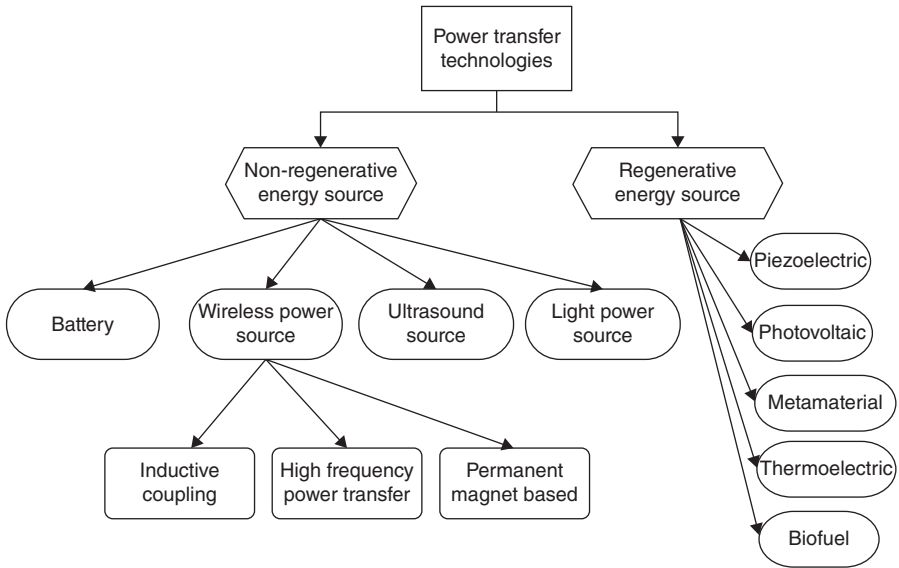 Power transfer
technologies
Non-regenerative
energy source
Regenerative
energy source
Piezoelectric
Photovoltaic
Metamaterial
Thermoelectric
Biofuel
Battery
Wireless power
source
Ultrasound
source
Light power
source
Inductive
coupling
High frequency
power transfer
Permanent
magnet based